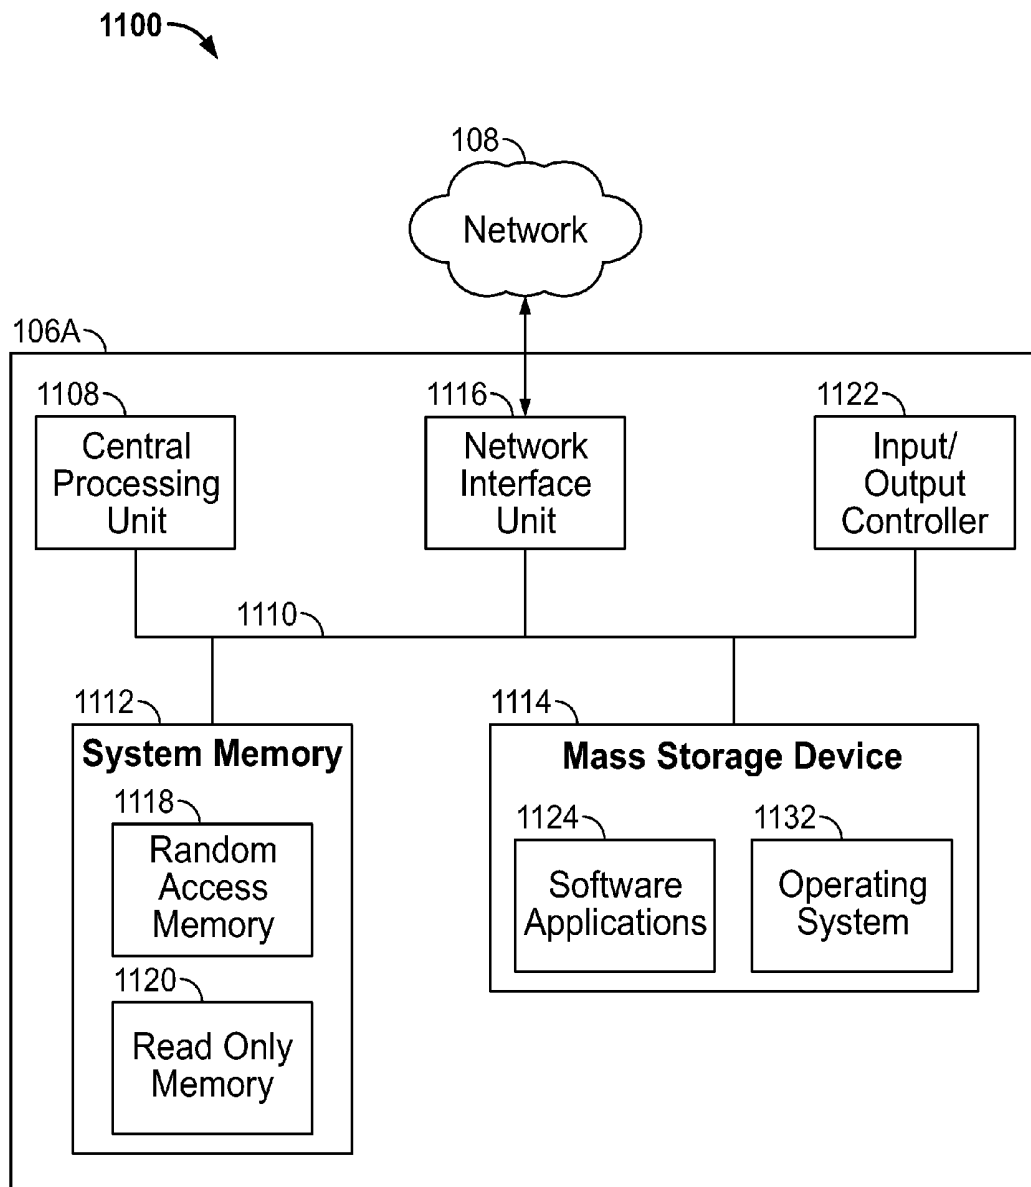 1100
108
Network
106A
1108
Central
Processing
Unit
1116
Network
Interface
Unit
1122
Input/
Output
Controller
1110
1112
System Memory
1118
Random
Access
Memory
1120
Read Only
Memory
1114
Mass Storage Device
1124
Software
Applications
1132
Operating
System